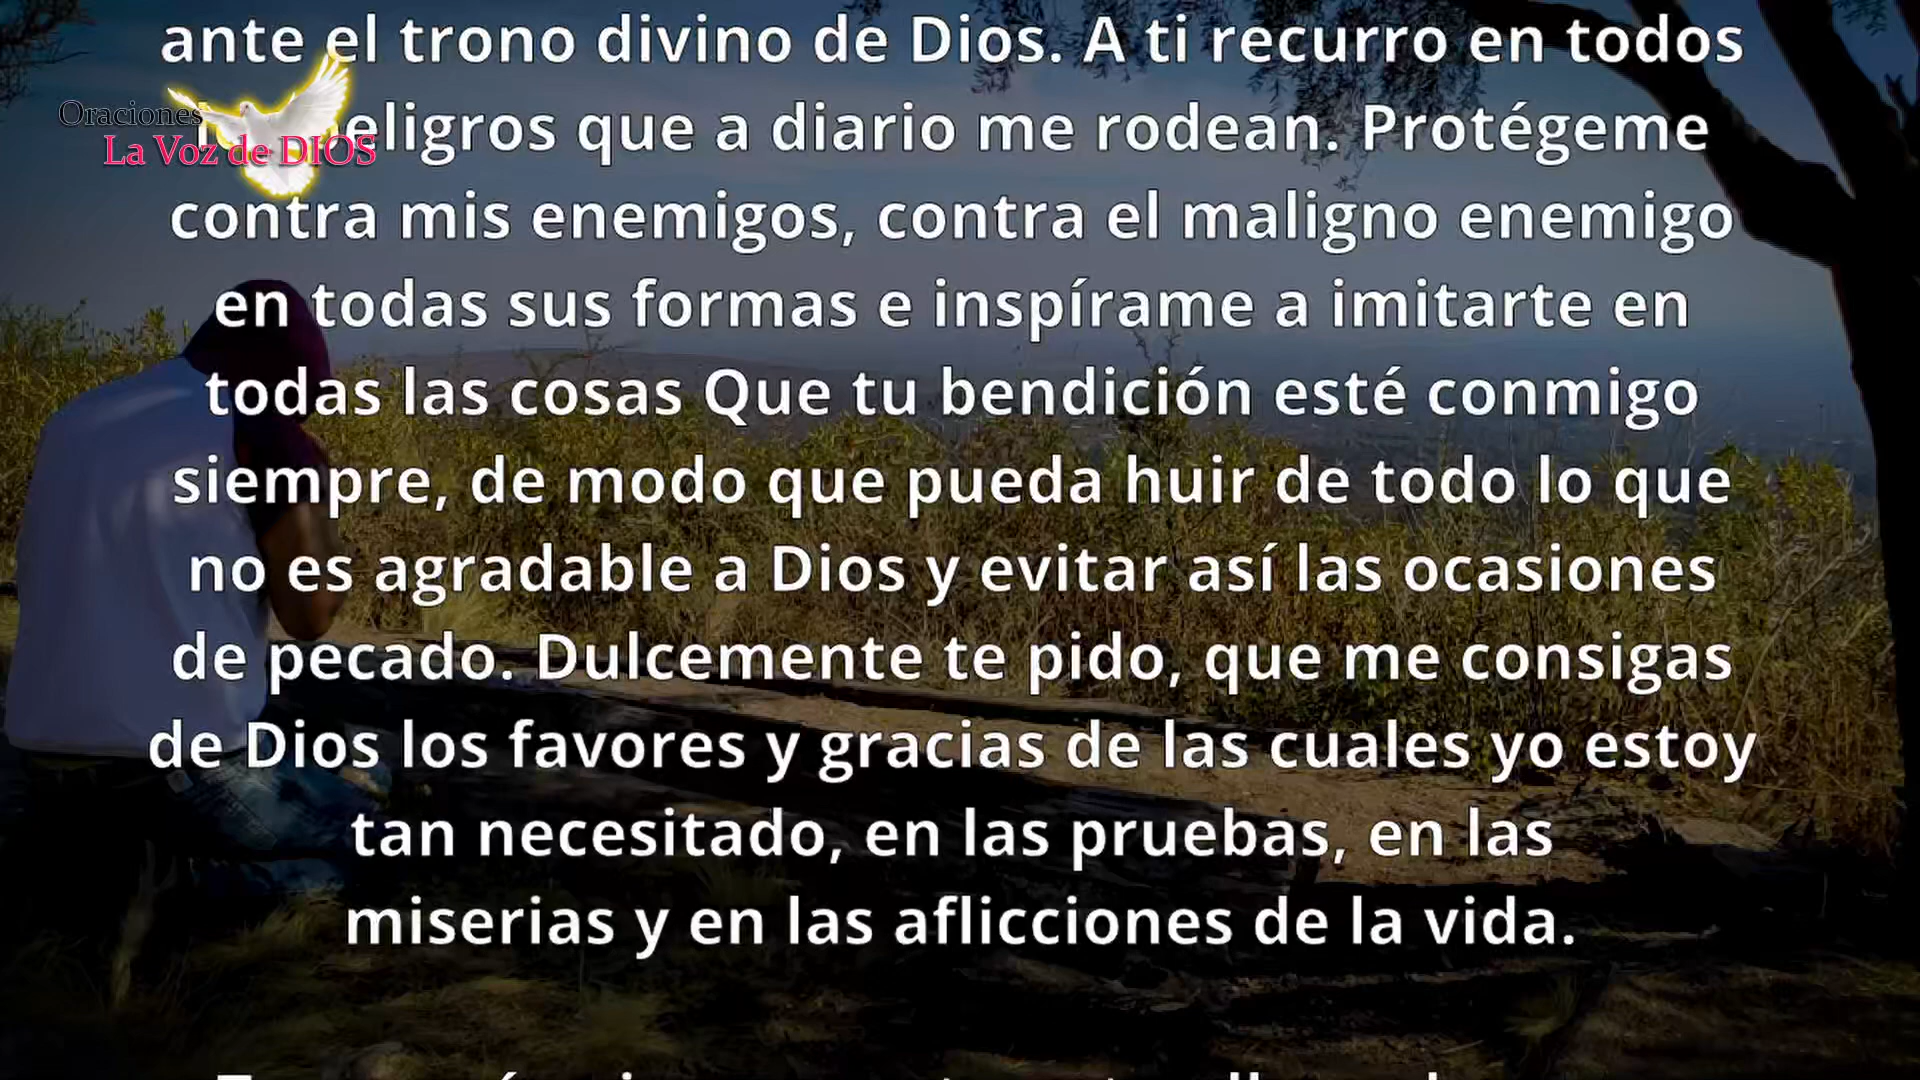 ante el trono divino de Dios. A ti recurro en todos
eligros que a diario me rodean. Protégeme
Oraciones
La Voz de DIOS
contra mis enemigos, contra el maligno enemigo
en todas sus formas e inspírame a imitarte en
todas las cosas Que tu bendición esté conmigo
siempre, de modo que pueda huir de todo lo que
no es agradable a Dios y evitar así las ocasiones
de pecado. Dulcemente te pido, que me consigas
de Dios los favores y gracias de las cuales yo estoy
tan necesitado, en las pruebas, en las
miserias y en las aflicciones de la vida.